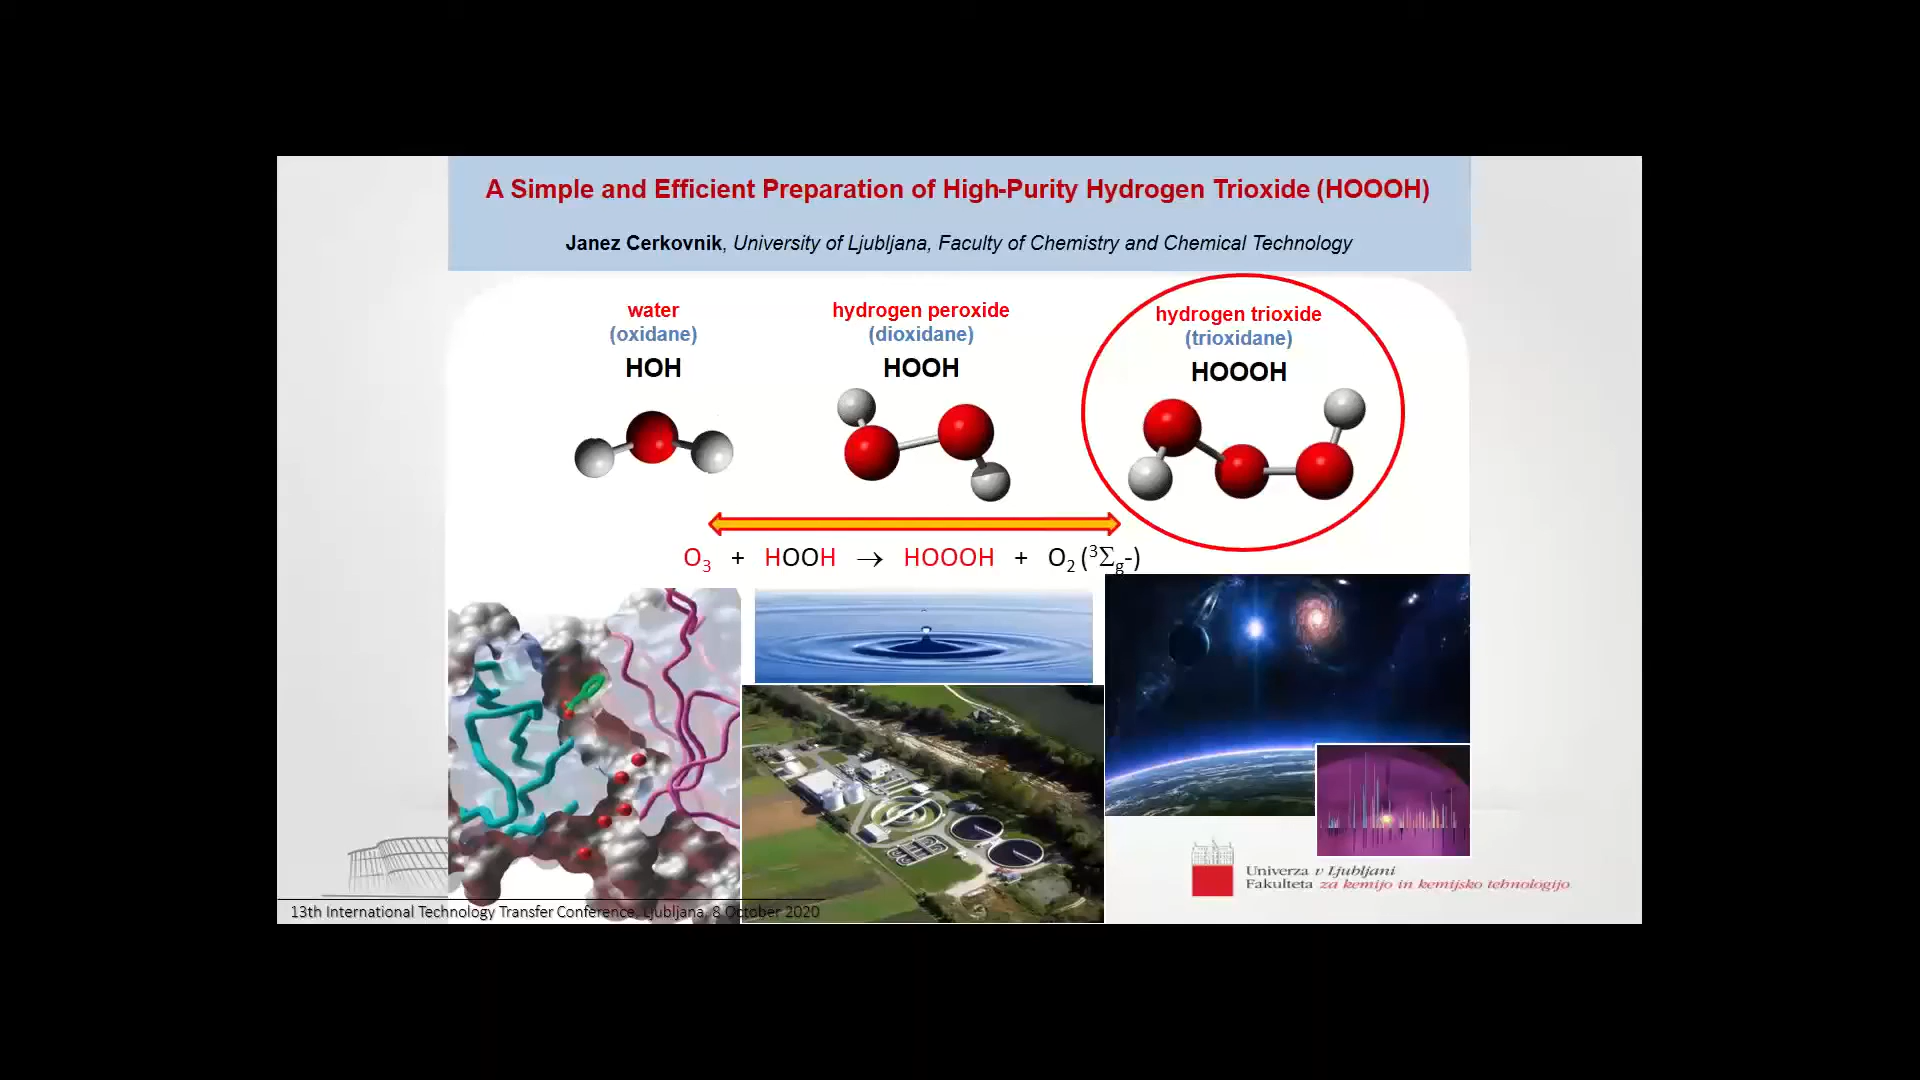 A Simple and Efficient Preparation of High-Purity Hydrogen Trioxide (HOOOH)
Janez Cerkovnik, University of Ljubljana, Faculty of Chemistry and Chemical Technology
water
(oxidane)
HOH
hydrogen peroxide
(dioxidane)
HOOH
hydrogen trioxide
(trioxidane)
HOOOH
O₃ + HOOH → HOOOH + O₂ (³Σg-)
Univerza v Ljubljani
Fakulteta za kemijo in kemijsko tehnologijo
13th International Technology Transfer Conference, Ljubljana, 8 October 2020